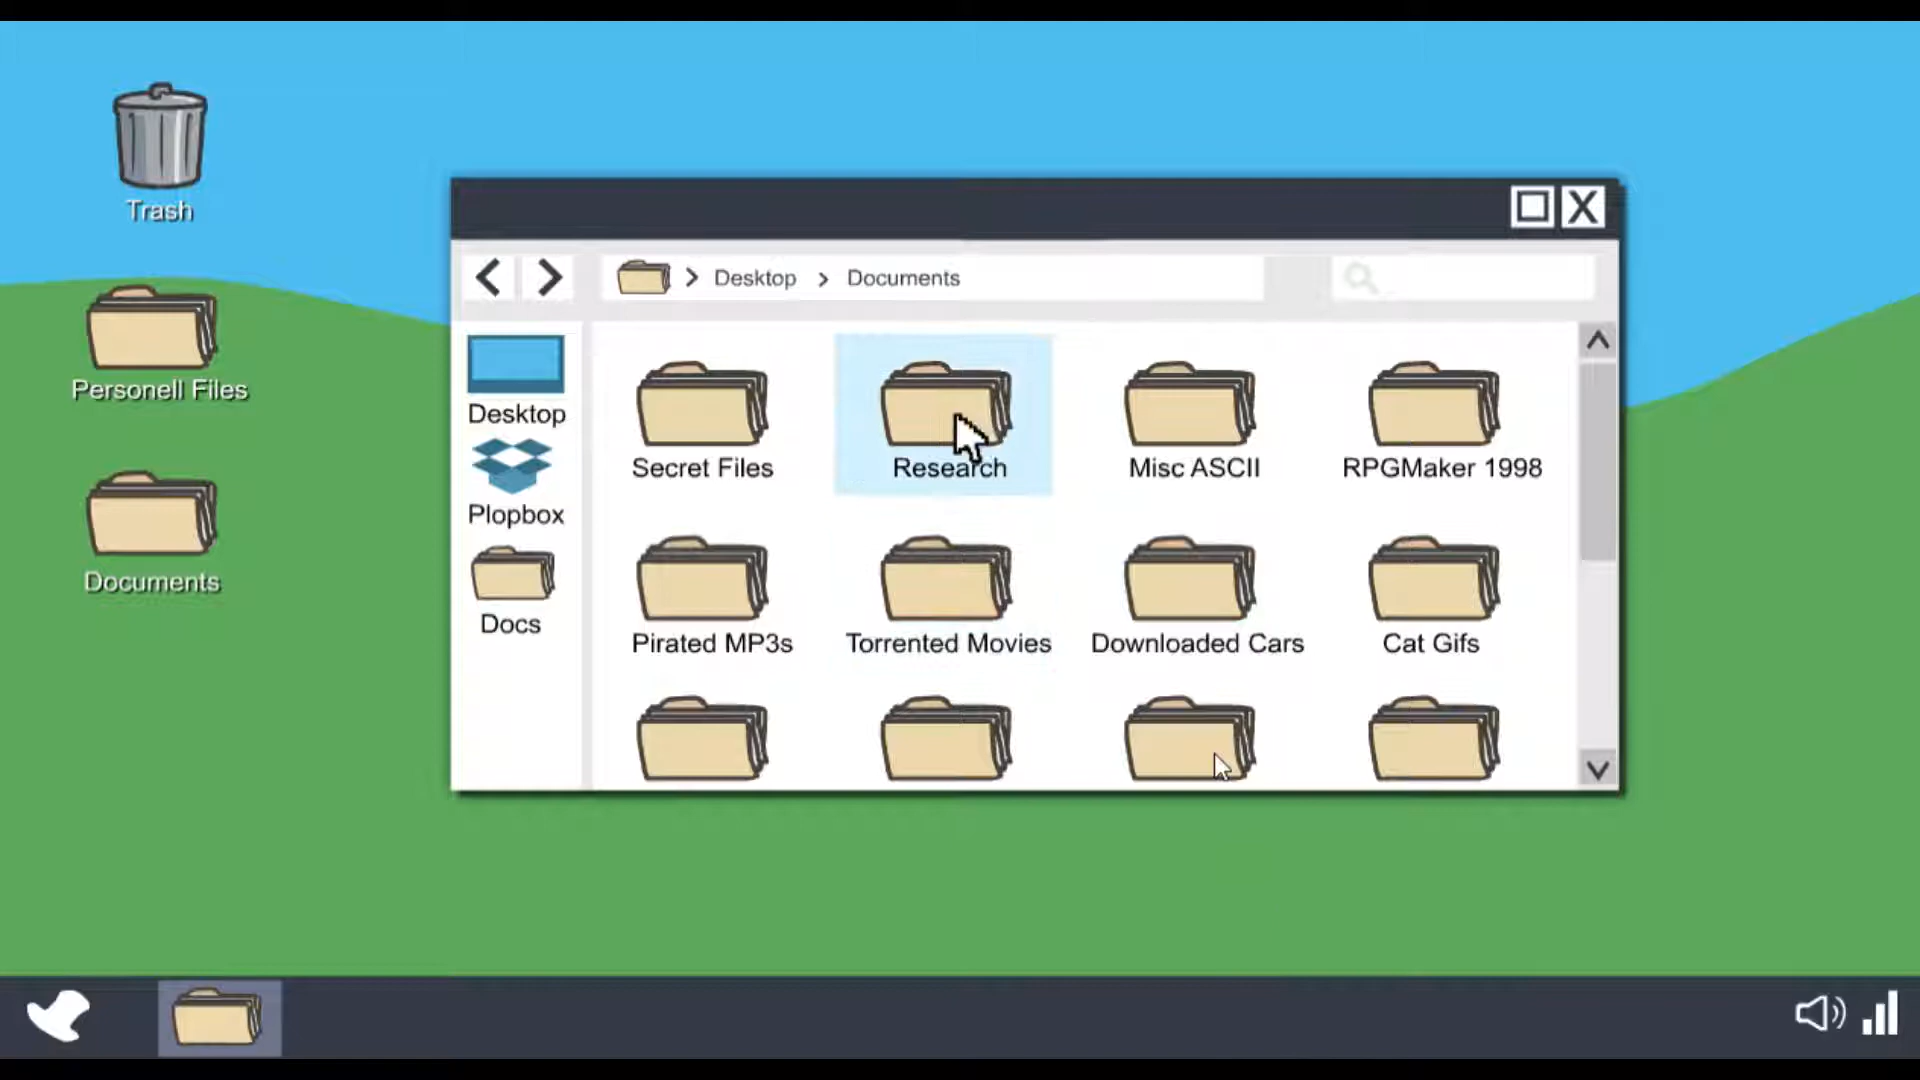 Trash
Personell Files
Documents
X
Desktop > Documents
Desktop
Plopbox
Docs
Secret Files
Research
Misc ASCII
RPGMaker 1998
Pirated MP3s
Torrented Movies
Downloaded Cars
Cat Gifs